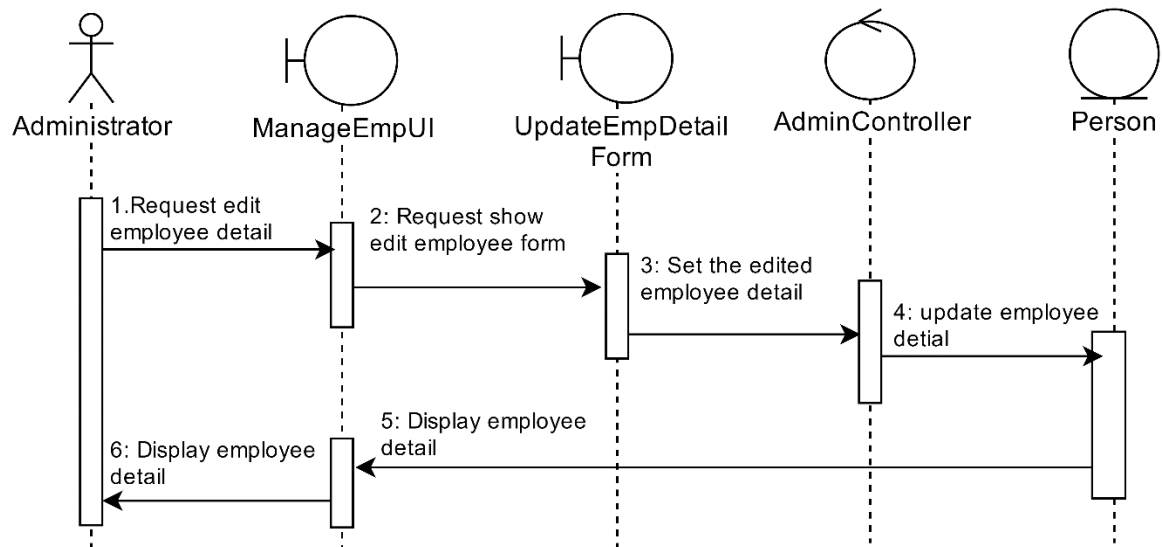 Administrator
ManageEmpUI
UpdateEmpDetail
Form
AdminController
Person
1.Request edit
employee detail
2: Request show
edit employee form
3: Set the edited
employee detail
4: update employee
detial
5: Display employee
detail
6: Display employee
detail